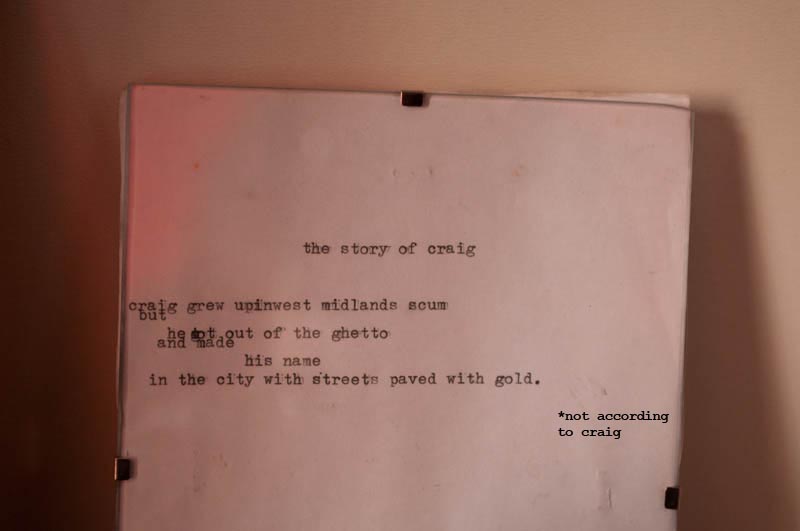 the story of craig
craig grew upinwest midlands scum
but
he got out of the ghetto
and made
his name
in the city with streets paved with gold.
*not according
to craig